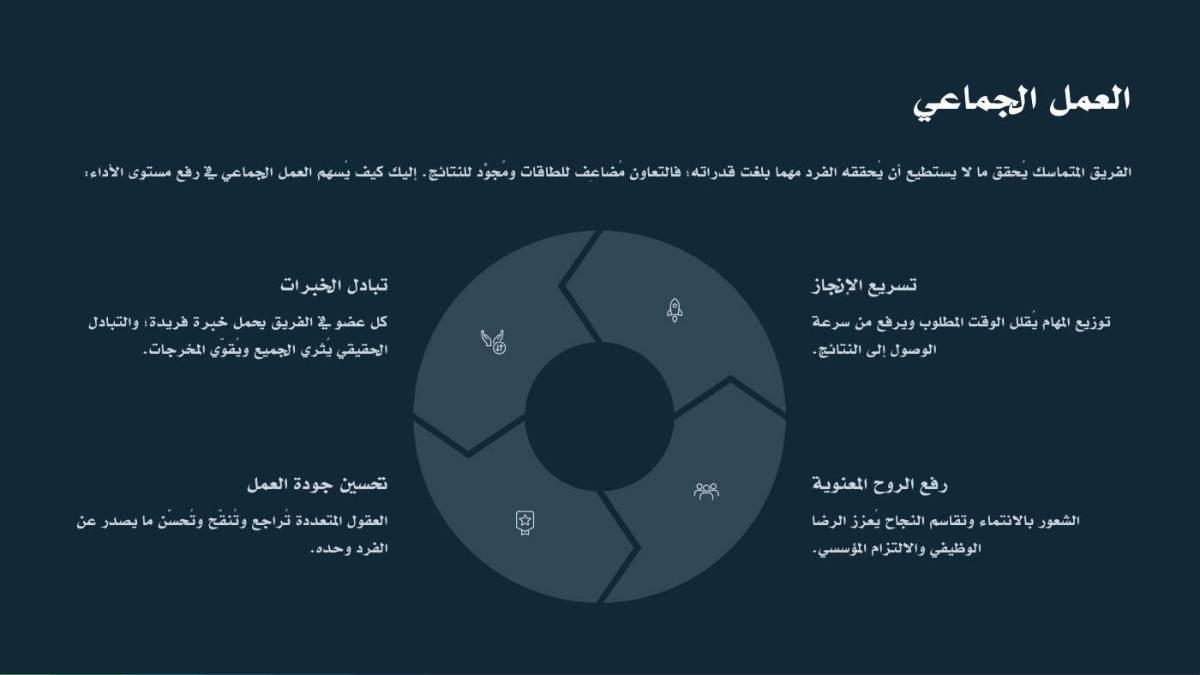 العمل الجماعي
الفريق المتماسك يُحقق ما لا يستطيع أن يُحققه الفرد مهما بلغت قدراته؛ فالتعاون مُضاعِف للطاقات ومُجوِّد للنتائج. إليك كيف يُسهم العمل الجماعي في رفع مستوى الأداء:
تسريع الإنجاز
توزيع المهام يُقلل الوقت المطلوب ويرفع من سرعة
الوصول إلى النتائج.
تبادل الخبرات
كل عضو في الفريق يحمل خبرة فريدة؛ والتبادل
الحقيقي يُثري الجميع ويُقوّي المخرجات.
رفع الروح المعنوية
الشعور بالانتماء وتقاسم النجاح يُعزز الرضا
الوظيفي والالتزام المؤسسي.
تحسين جودة العمل
العقول المتعددة تُراجع وتُنقّح وتُحسّن ما يصدر عن
الفرد وحده.